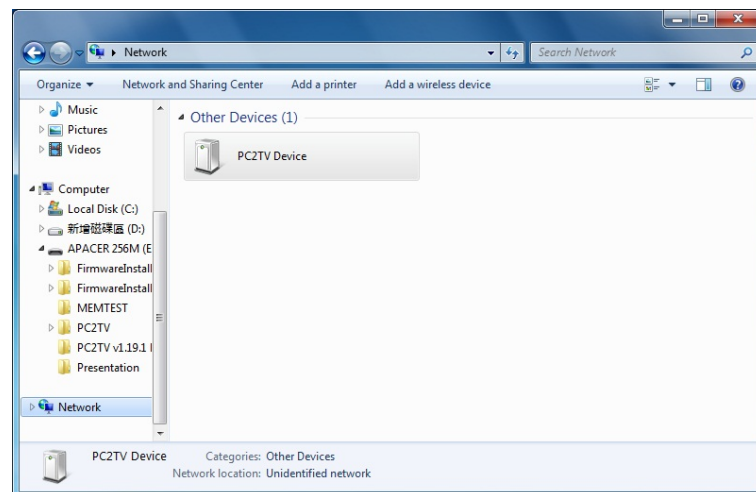 Network
Search Network
Organize
Network and Sharing Center
Add a printer
Add a wireless device
Music
Pictures
Videos
Computer
Local Disk (C:)
新增磁碟區 (D:)
APACER 256M (E
FirmwareInstall
FirmwareInstall
MEMTEST
PC2TV
PC2TV v1.19.1
Presentation
Network
Other Devices (1)
PC2TV Device
PC2TV Device
Categories: Other Devices
Network location: Unidentified network